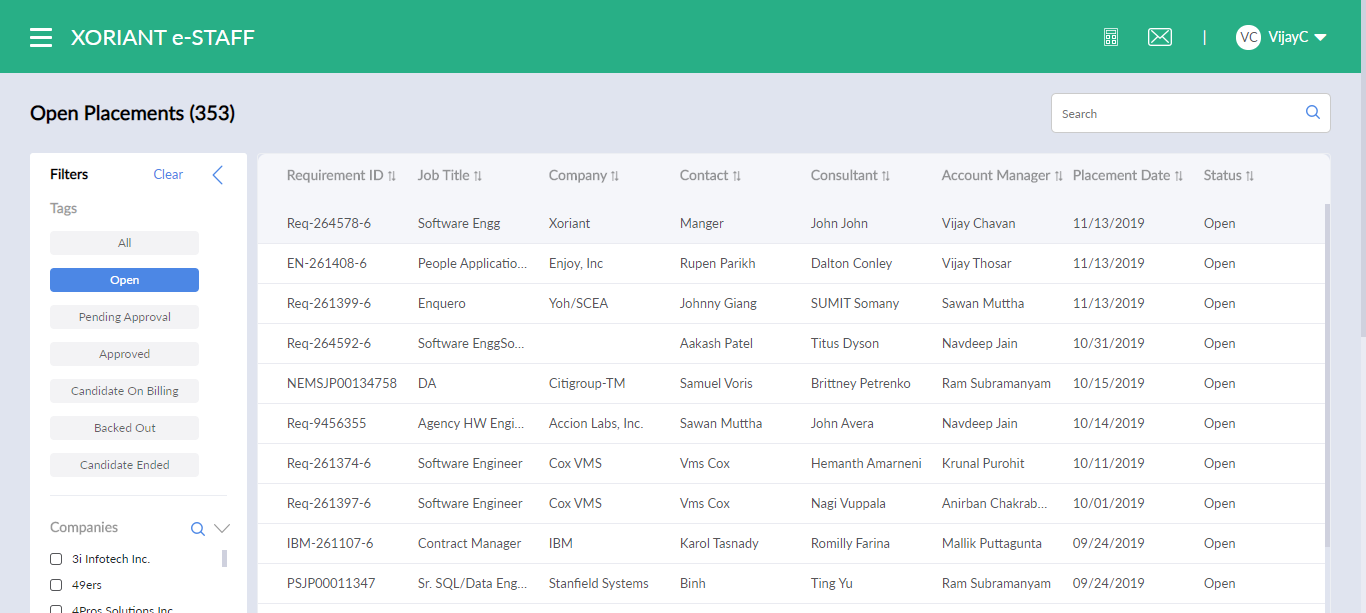 XORIANT e-STAFF
VC VijayC
Open Placements (353)
Search
Filters Clear
Tags
All
Open
Pending Approval
Approved
Candidate On Billing
Backed Out
Candidate Ended
Companies
3i Infotech Inc.
49ers
4Pros Solutions Inc
Requirement ID Job Title Company Contact Consultant Account Manager Placement Date Status
Req-264578-6 Software Engg Xoriant Manger John John Vijay Chavan 11/13/2019 Open
EN-261408-6 People Applicatio... Enjoy, Inc Rupen Parikh Dalton Conley Vijay Thosar 11/13/2019 Open
Req-261399-6 Enquero Yoh/SCEA Johnny Giang SUMIT Somany Sawan Muttha 11/13/2019 Open
Req-264592-6 Software EnggSo... Aakash Patel Titus Dyson Navdeep Jain 10/31/2019 Open
NEMSJP00134758 DA Citigroup-TM Samuel Voris Brittney Petrenko Ram Subramanyam 10/15/2019 Open
Req-9456355 Agency HW Engi... Accion Labs, Inc. Sawan Muttha John Avera Navdeep Jain 10/14/2019 Open
Req-261374-6 Software Engineer Cox VMS Vms Cox Hemanth Amarneni Krunal Purohit 10/11/2019 Open
Req-261397-6 Software Engineer Cox VMS Vms Cox Nagi Vuppala Anirban Chakrab... 10/01/2019 Open
IBM-261107-6 Contract Manager IBM Karol Tasnady Romilly Farina Mallik Puttagunta 09/24/2019 Open
PSJP00011347 Sr. SQL/Data Eng... Stanfield Systems Binh Ting Yu Ram Subramanyam 09/24/2019 Open